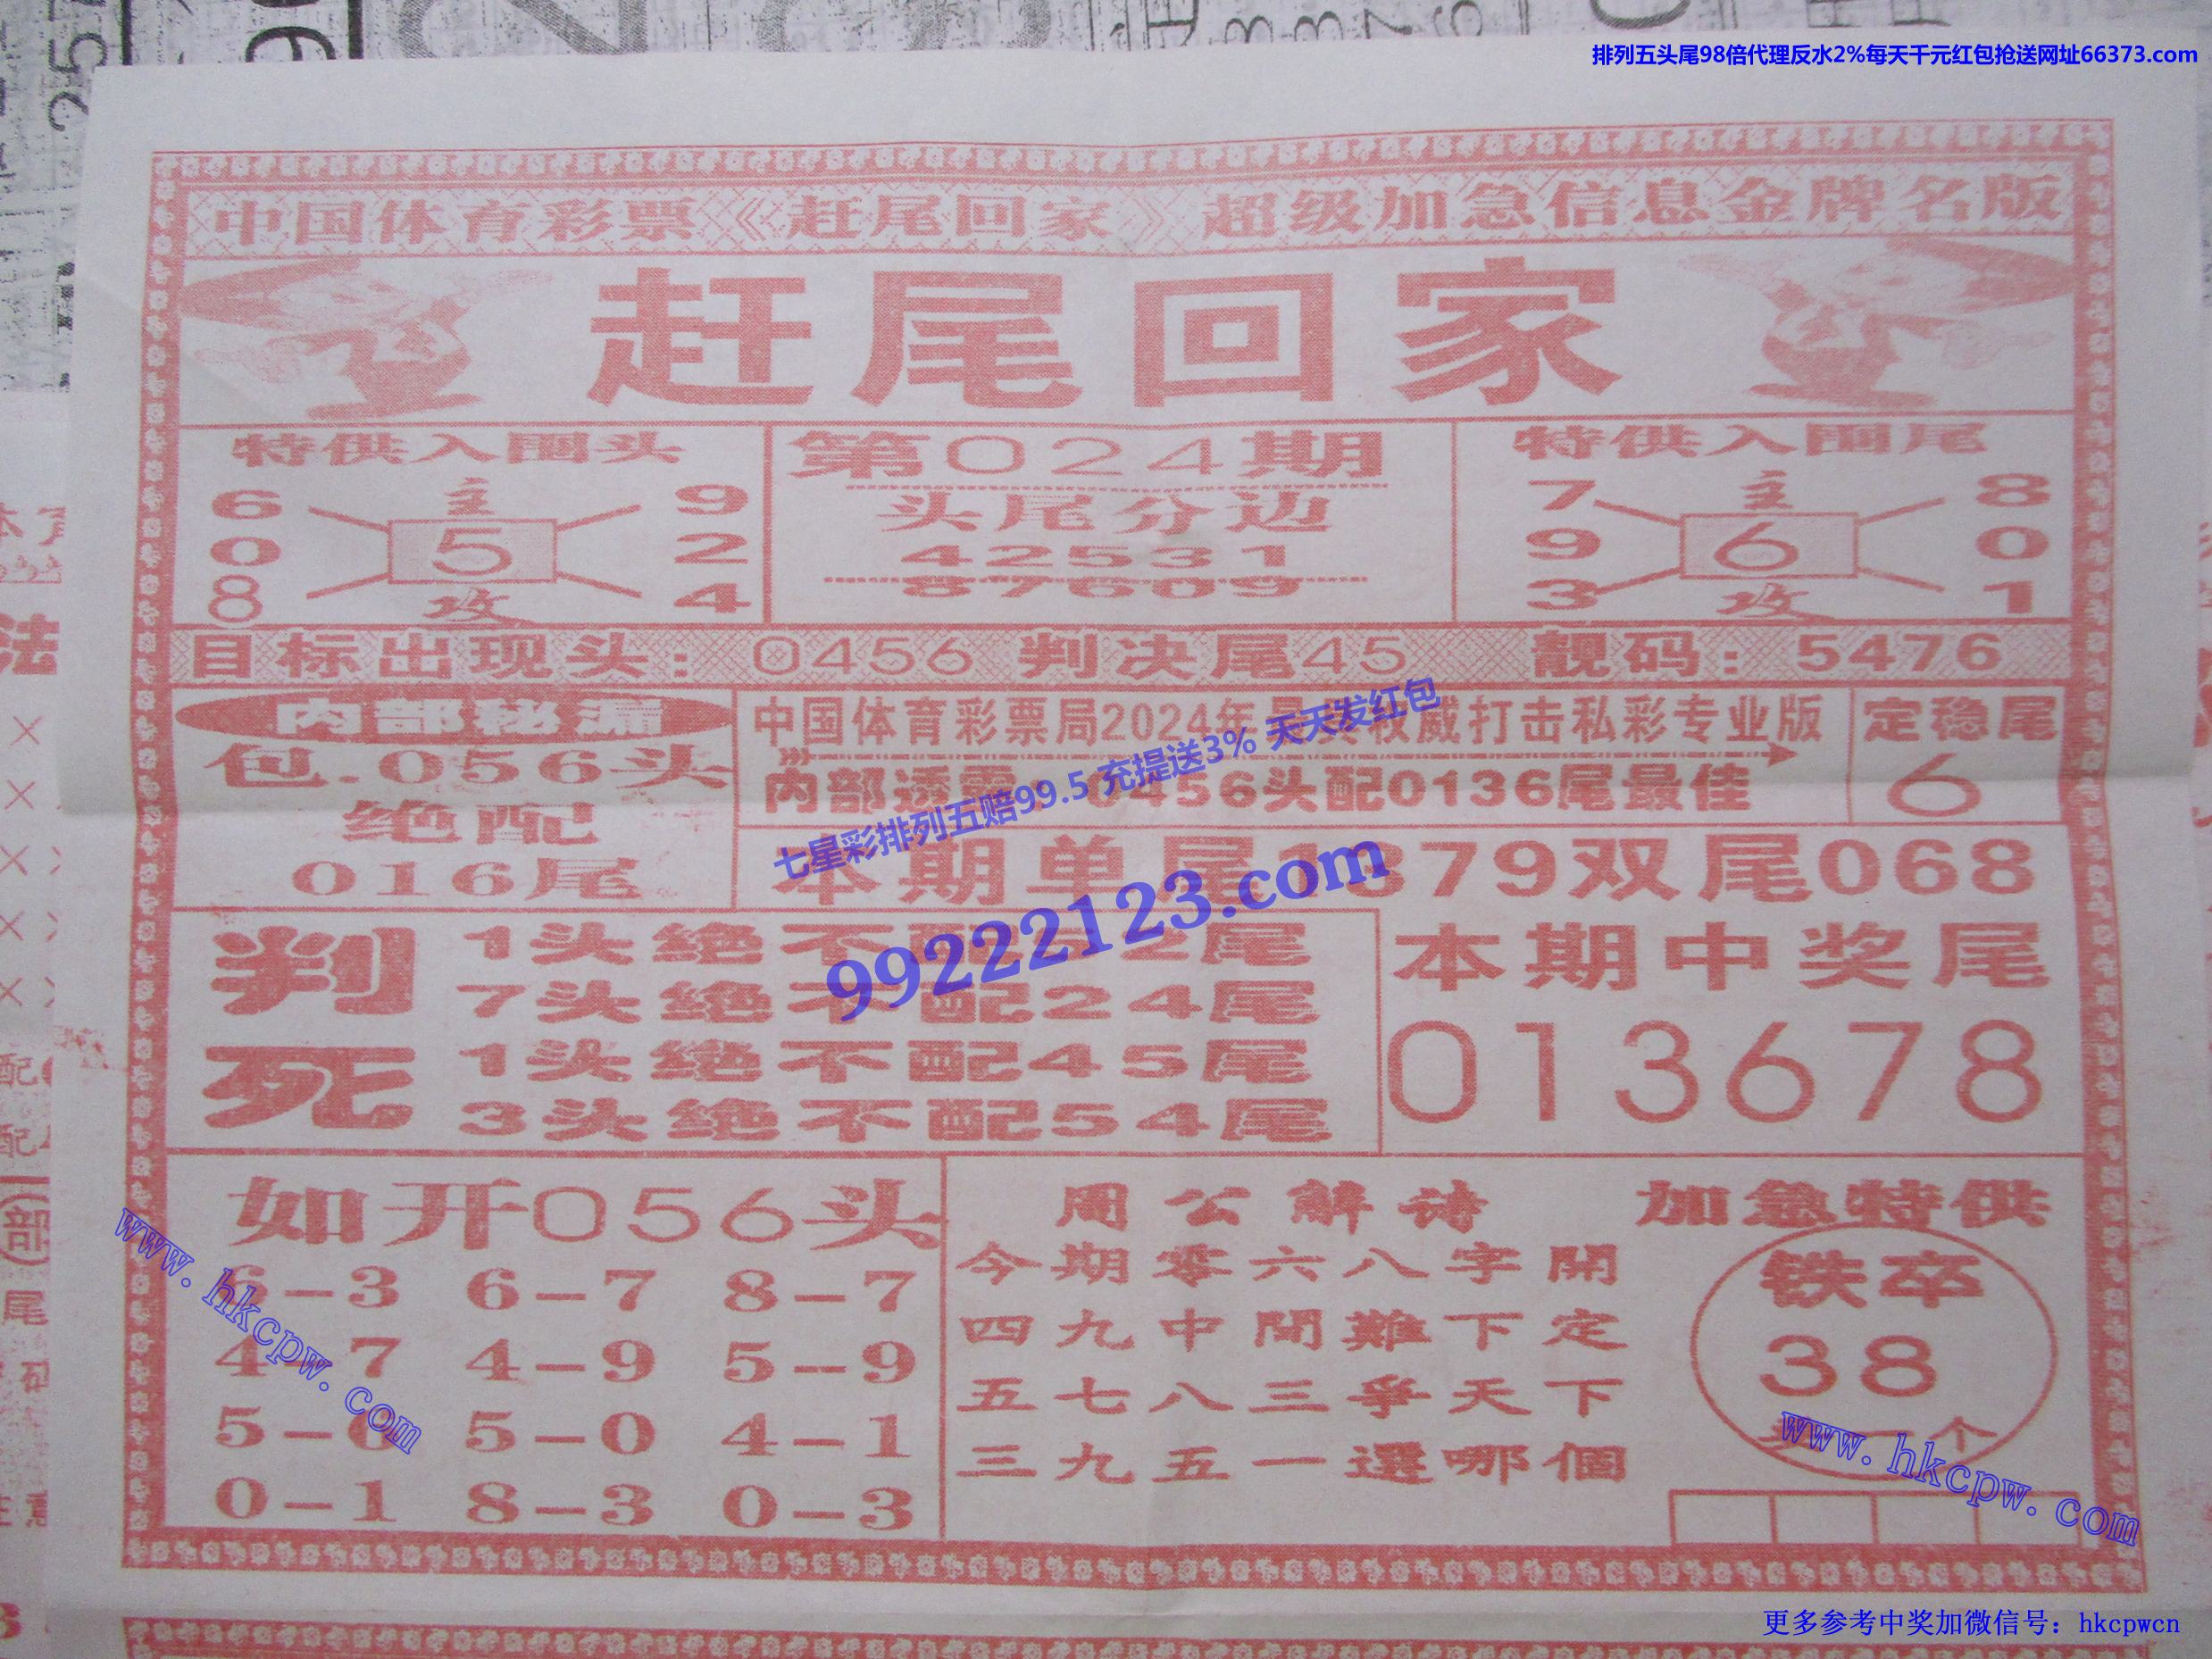 排列五头尾98倍代理反水2%每天千元红包抢送网址66373.com
中国体育彩票《赶尾回家》超级加急信息金牌名版
赶尾回家
特供入围头
6 主 9
0 5 2
8 攻 4
第024期
头尾分边
42531
87609
特供入围尾
7 主 8
9 6 0
3 攻 1
目标出现头：0456 判决尾45 靓码：5476
内部秘漏
包.056头
绝配
016尾
中国体育彩票局2024年 权威打击私彩专业版
内部透露 0456头配0136尾最佳
定稳尾
6
七星彩排列五赔99.5 充提送3% 天天发红包
99222123.com
本期单尾1379双尾068
判死
1头绝不配 2尾
7头绝不配24尾
1头绝不配45尾
3头绝不配54尾
本期中奖尾
013678
如开056头
6-3 6-7 8-7
4-7 4-9 5-9
5-6 5-0 4-1
0-1 8-3 0-3
周公解诗
今期零六八字開
四九中間難下定
五七八三爭天下
三九五一選哪個
加急特供
铁卒
38
个
www.hkcpw.com
www.hkcpw.com
更多参考中奖加微信号：hkcpwcn